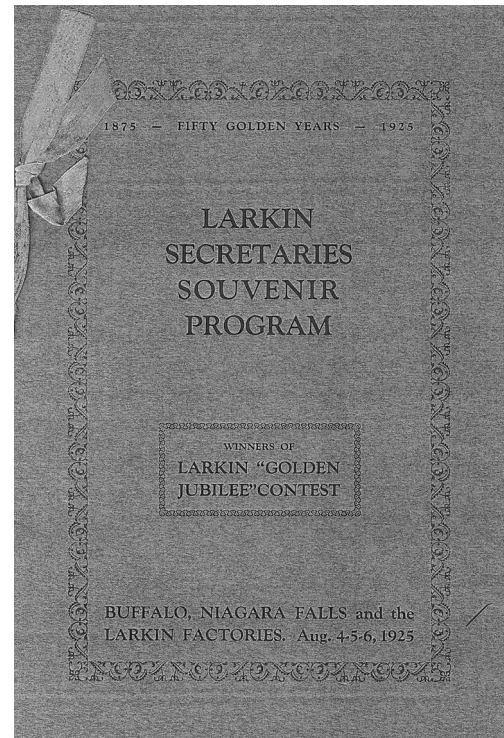 1875 — FIFTY GOLDEN YEARS — 1925
LARKIN
SECRETARIES
SOUVENIR
PROGRAM
WINNERS OF
LARKIN "GOLDEN
JUBILEE"CONTEST
BUFFALO, NIAGARA FALLS and the
LARKIN FACTORIES. Aug. 4-5-6, 1925